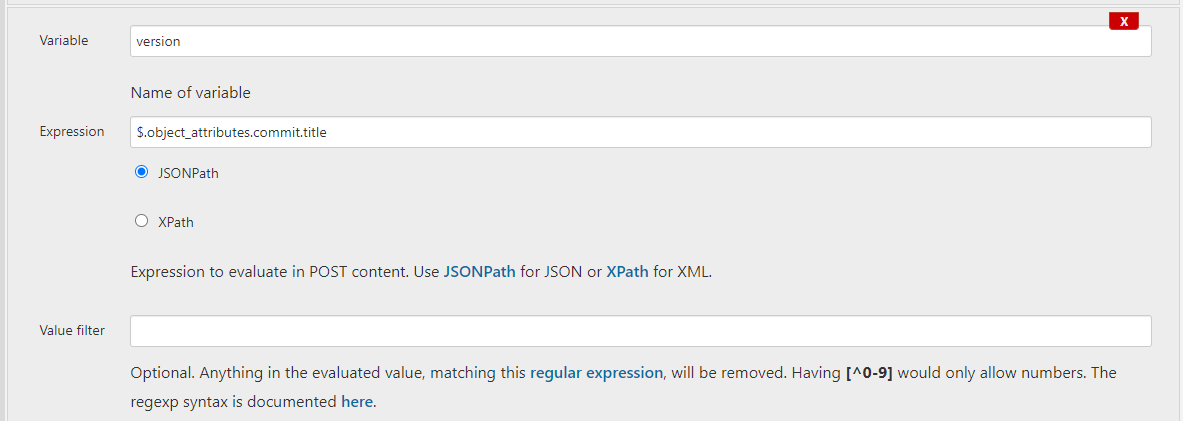 X
Variable
version
Name of variable
Expression
$.object_attributes.commit.title
JSONPath
XPath
Expression to evaluate in POST content. Use JSONPath for JSON or XPath for XML.
Value filter
Optional. Anything in the evaluated value, matching this regular expression, will be removed. Having [^0-9] would only allow numbers. The
regexp syntax is documented here.